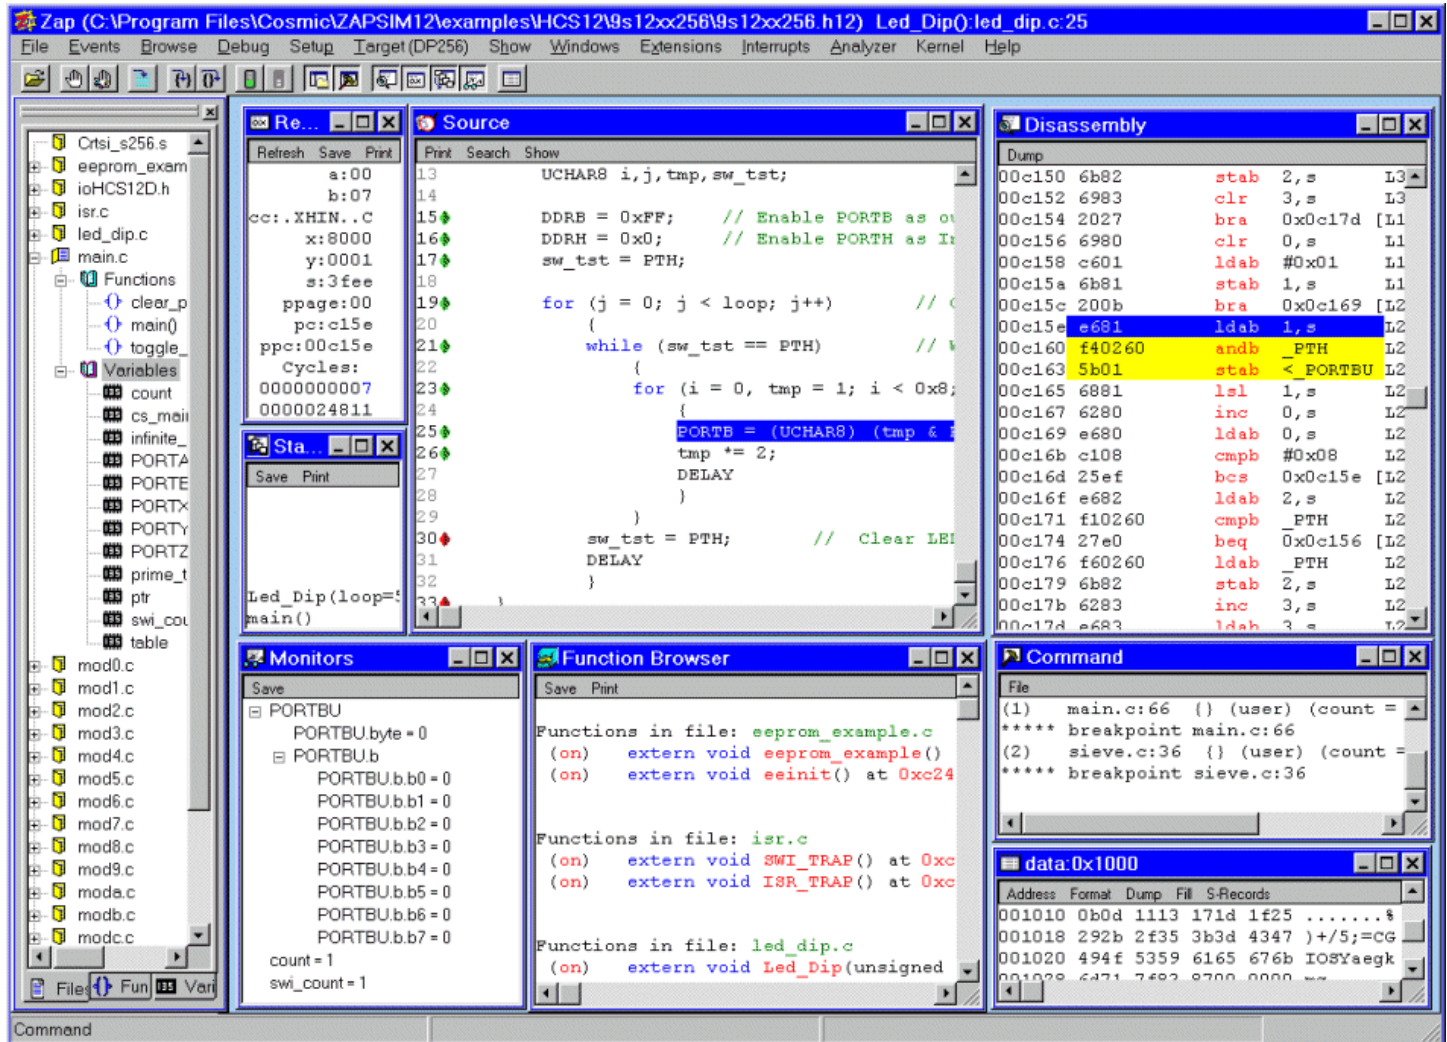 Zap (C:\Program Files\Cosmic\ZAPSIM12\examples\HCS12\9s12xx256\9s12xx256.h12) Led_Dip():led_dip.c:25
File Events Browse Debug Setup Target(DP256) Show Windows Extensions Interrupts Analyzer Kernel Help
Crtsi_s256.s
eeprom_exam
ioHCS12D.h
isr.c
led_dip.c
main.c
Functions
clear_p
main()
toggle_
Variables
count
cs_mai
infinite_
PORTA
PORTE
PORTX
PORTY
PORTZ
prime_t
ptr
swi_cou
table
mod0.c
mod1.c
mod2.c
mod3.c
mod4.c
mod5.c
mod6.c
mod7.c
mod8.c
mod9.c
moda.c
modb.c
modc.c
File Fun Vari
Re...
Refresh Save Print
a:00
b:07
cc:.XHIN..C
x:8000
y:0001
s:3fee
ppage:00
pc:c15e
ppc:00c15e
Cycles:
0000000007
0000024811
Sta...
Save Print
Led_Dip(loop=5
main()
Source
Print Search Show
13 UCHAR8 i,j,tmp,sw_tst;
14
15 DDRB = 0xFF; // Enable PORTB as ou
16 DDRH = 0x0; // Enable PORTH as In
17 sw_tst = PTH;
18
19 for (j = 0; j < loop; j++) // C
20 {
21 while (sw_tst == PTH) // W
22 {
23 for (i = 0, tmp = 1; i < 0x8;
24 {
25 PORTB = (UCHAR8) (tmp & P
26 tmp *= 2;
27 DELAY
28 }
29 }
30 sw_tst = PTH; // Clear LED
31 DELAY
32 }
33 }
Disassembly
Dump
00c150 6b82 stab 2,s L3
00c152 6983 clr 3,s L3
00c154 2027 bra 0x0c17d [L1
00c156 6980 clr 0,s L1
00c158 c601 ldab #0x01 L1
00c15a 6b81 stab 1,s L1
00c15c 200b bra 0x0c169 [L2
00c15e e681 ldab 1,s L2
00c160 f40260 andb _PTH L2
00c163 5b01 stab <_PORTBU L2
00c165 6881 lsl 1,s L2
00c167 6280 inc 0,s L2
00c169 e680 ldab 0,s L2
00c16b c108 cmpb #0x08 L2
00c16d 25ef bcs 0x0c15e [L2
00c16f e682 ldab 2,s L2
00c171 f10260 cmpb _PTH L2
00c174 27e0 beq 0x0c156 [L2
00c176 f60260 ldab _PTH L2
00c179 6b82 stab 2,s L2
00c17b 6283 inc 3,s L2
00c17d e683 ldab 3,s L2
Monitors
Save
PORTBU
PORTBU.byte = 0
PORTBU.b
PORTBU.b.b0 = 0
PORTBU.b.b1 = 0
PORTBU.b.b2 = 0
PORTBU.b.b3 = 0
PORTBU.b.b4 = 0
PORTBU.b.b5 = 0
PORTBU.b.b6 = 0
PORTBU.b.b7 = 0
count = 1
swi_count = 1
Function Browser
Save Print
Functions in file: eeprom_example.c
(on) extern void eeprom_example()
(on) extern void eeinit() at 0xc24
Functions in file: isr.c
(on) extern void SWI_TRAP() at 0xc
(on) extern void ISR_TRAP() at 0xc
Functions in file: led_dip.c
(on) extern void Led_Dip(unsigned
Command
File
(1) main.c:66 {} (user) (count =
***** breakpoint main.c:66
(2) sieve.c:36 {} (user) (count =
***** breakpoint sieve.c:36
data:0x1000
Address Format Dump Fill S-Records
001010 0b0d 1113 171d 1f25 .......%
001018 292b 2f35 3b3d 4347 )+/5;=CG
001020 494f 5359 6165 676b IOSYaegk
001028 6d71 7f83 8700 0000
Command